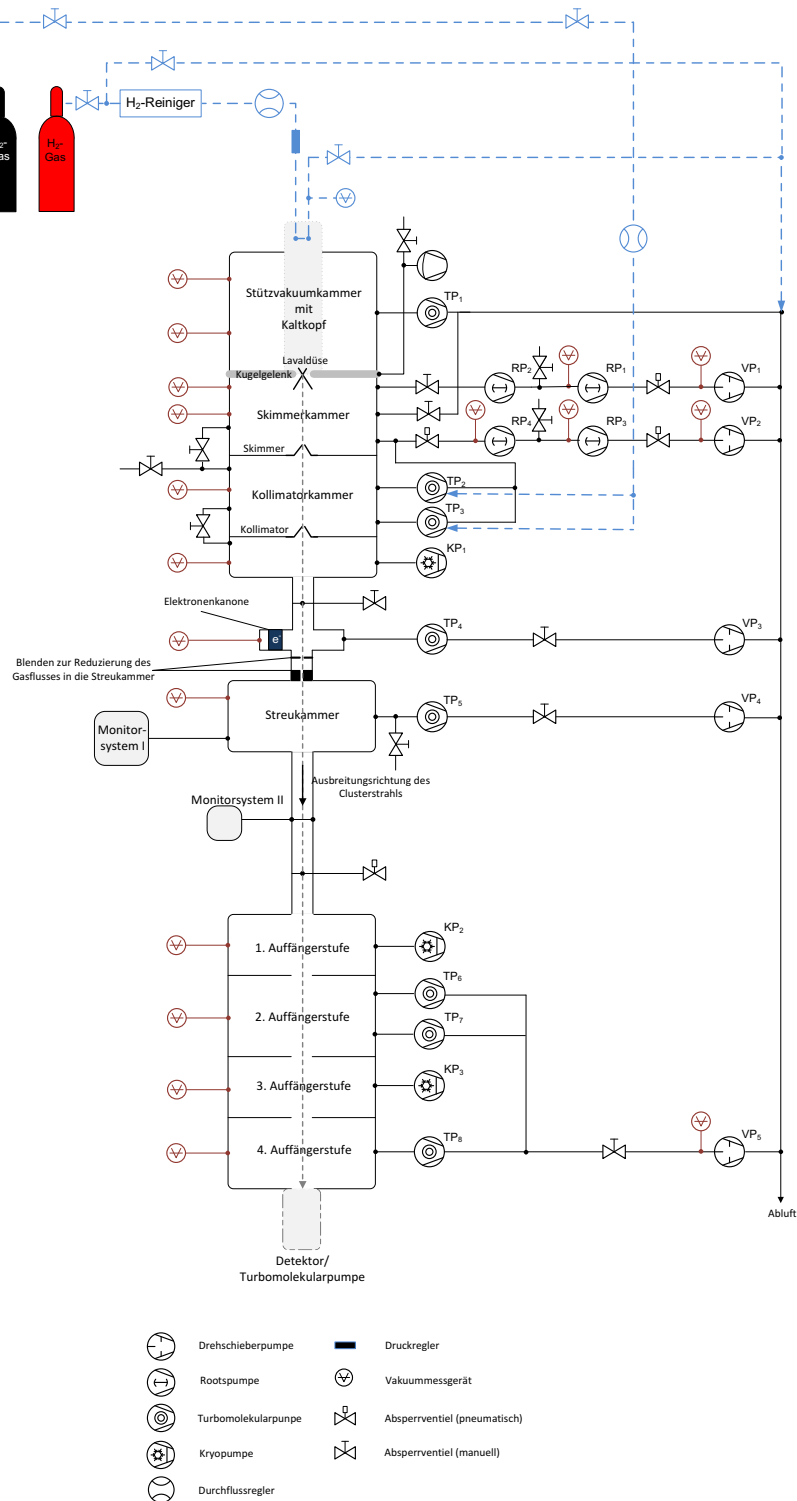 H₂-Reiniger
H₂-
Gas
Stützvakuumkammer
mit
Kaltkopf
TP₁
Lavaldüse
Kugelgelenk
RP₂
RP₁
VP₁
Skimmerkammer
RP₄
RP₃
VP₂
Skimmer
TP₂
Kollimatorkammer
TP₃
Kollimator
KP₁
Elektronenkanone
e⁻
TP₄
VP₃
Blenden zur Reduzierung des
Gasflusses in die Streukammer
Streukammer
TP₅
VP₄
Monitor-
system I
Ausbreitungsrichtung des
Clusterstrahls
Monitorsystem II
1. Auffängerstufe
KP₂
2. Auffängerstufe
TP₆
TP₇
3. Auffängerstufe
KP₃
4. Auffängerstufe
TP₈
VP₅
Abluft
Detektor/
Turbomolekularpumpe
Drehschieberpumpe
Druckregler
Rootspumpe
Vakuummessgerät
Turbomolekularpunpe
Absperrventiel (pneumatisch)
Kryopumpe
Absperrventiel (manuell)
Durchflussregler